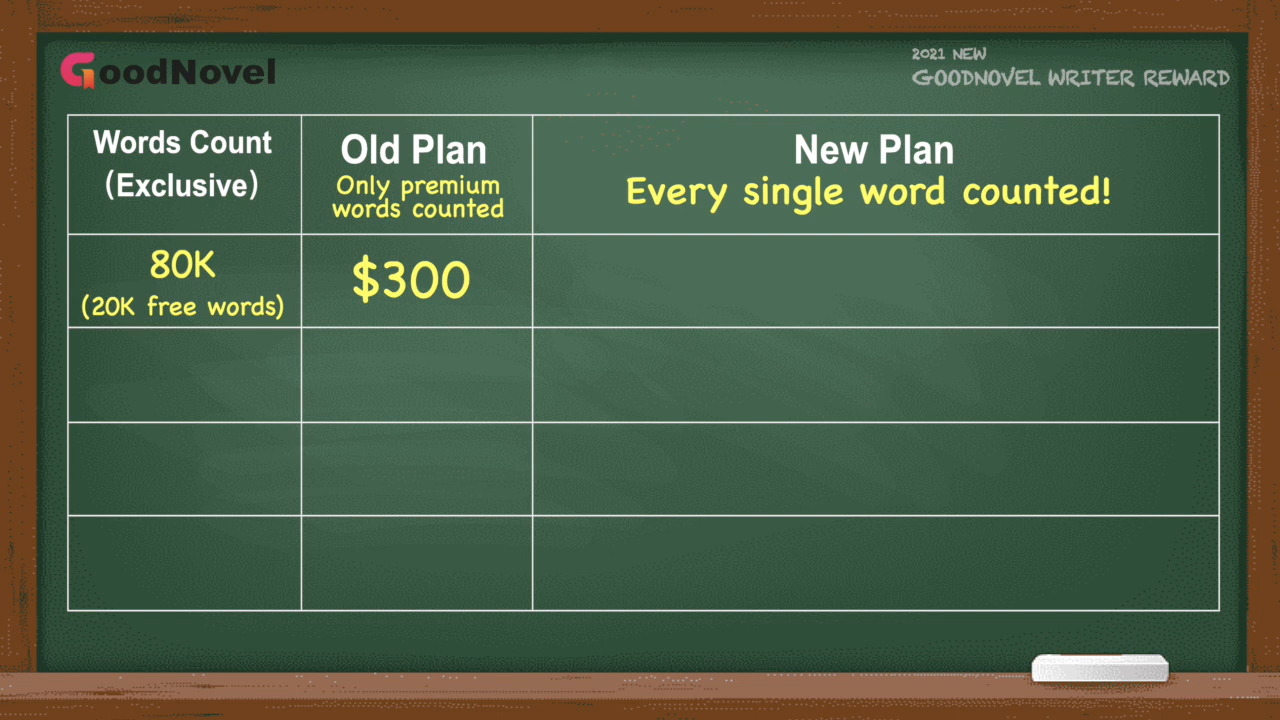 GoodNovel
2021 NEW
GOODNOVEL WRITER REWARD
Words Count
(Exclusive)
Old Plan
Only premium
words counted
New Plan
Every single word counted!
80K
(20K free words)
$300